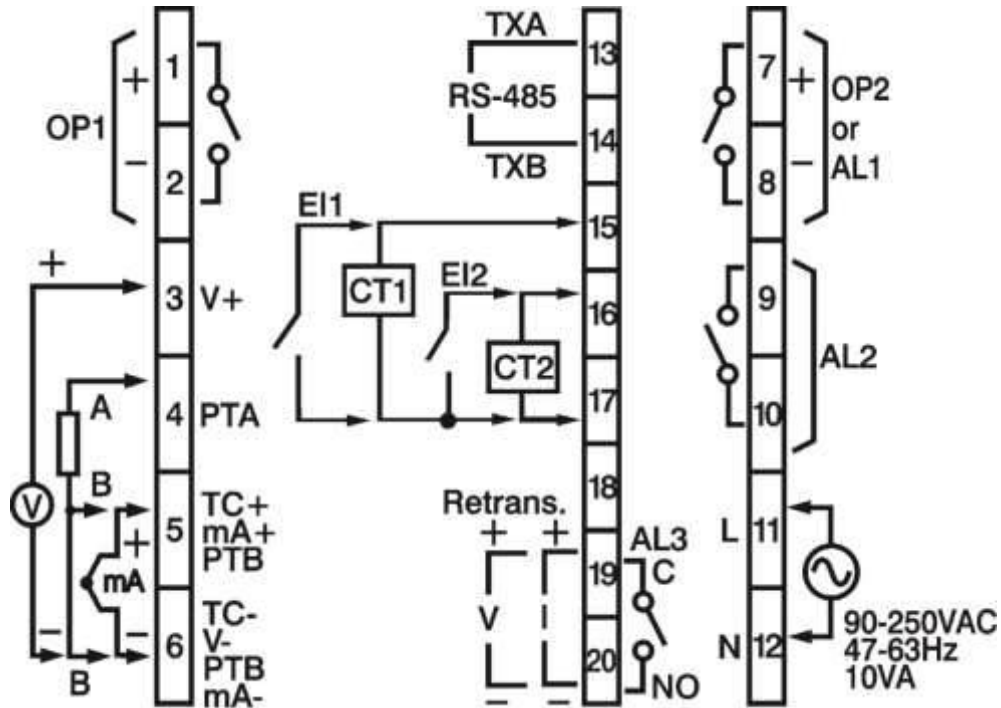 OP1
+
−
1
2
+
3 V+
A
4 PTA
B
V
+
mA
−
−
B
5
TC+
mA+
PTB
6
TC-
V-
PTB
mA-
TXA
RS-485
TXB
13
14
EI1
CT1
EI2
CT2
15
16
17
18
Retrans.
+ +
V I
− −
19
20
AL3
C
NO
7
8
+
−
OP2
or
AL1
9
10
AL2
L 11
N 12
90-250VAC
47-63Hz
10VA